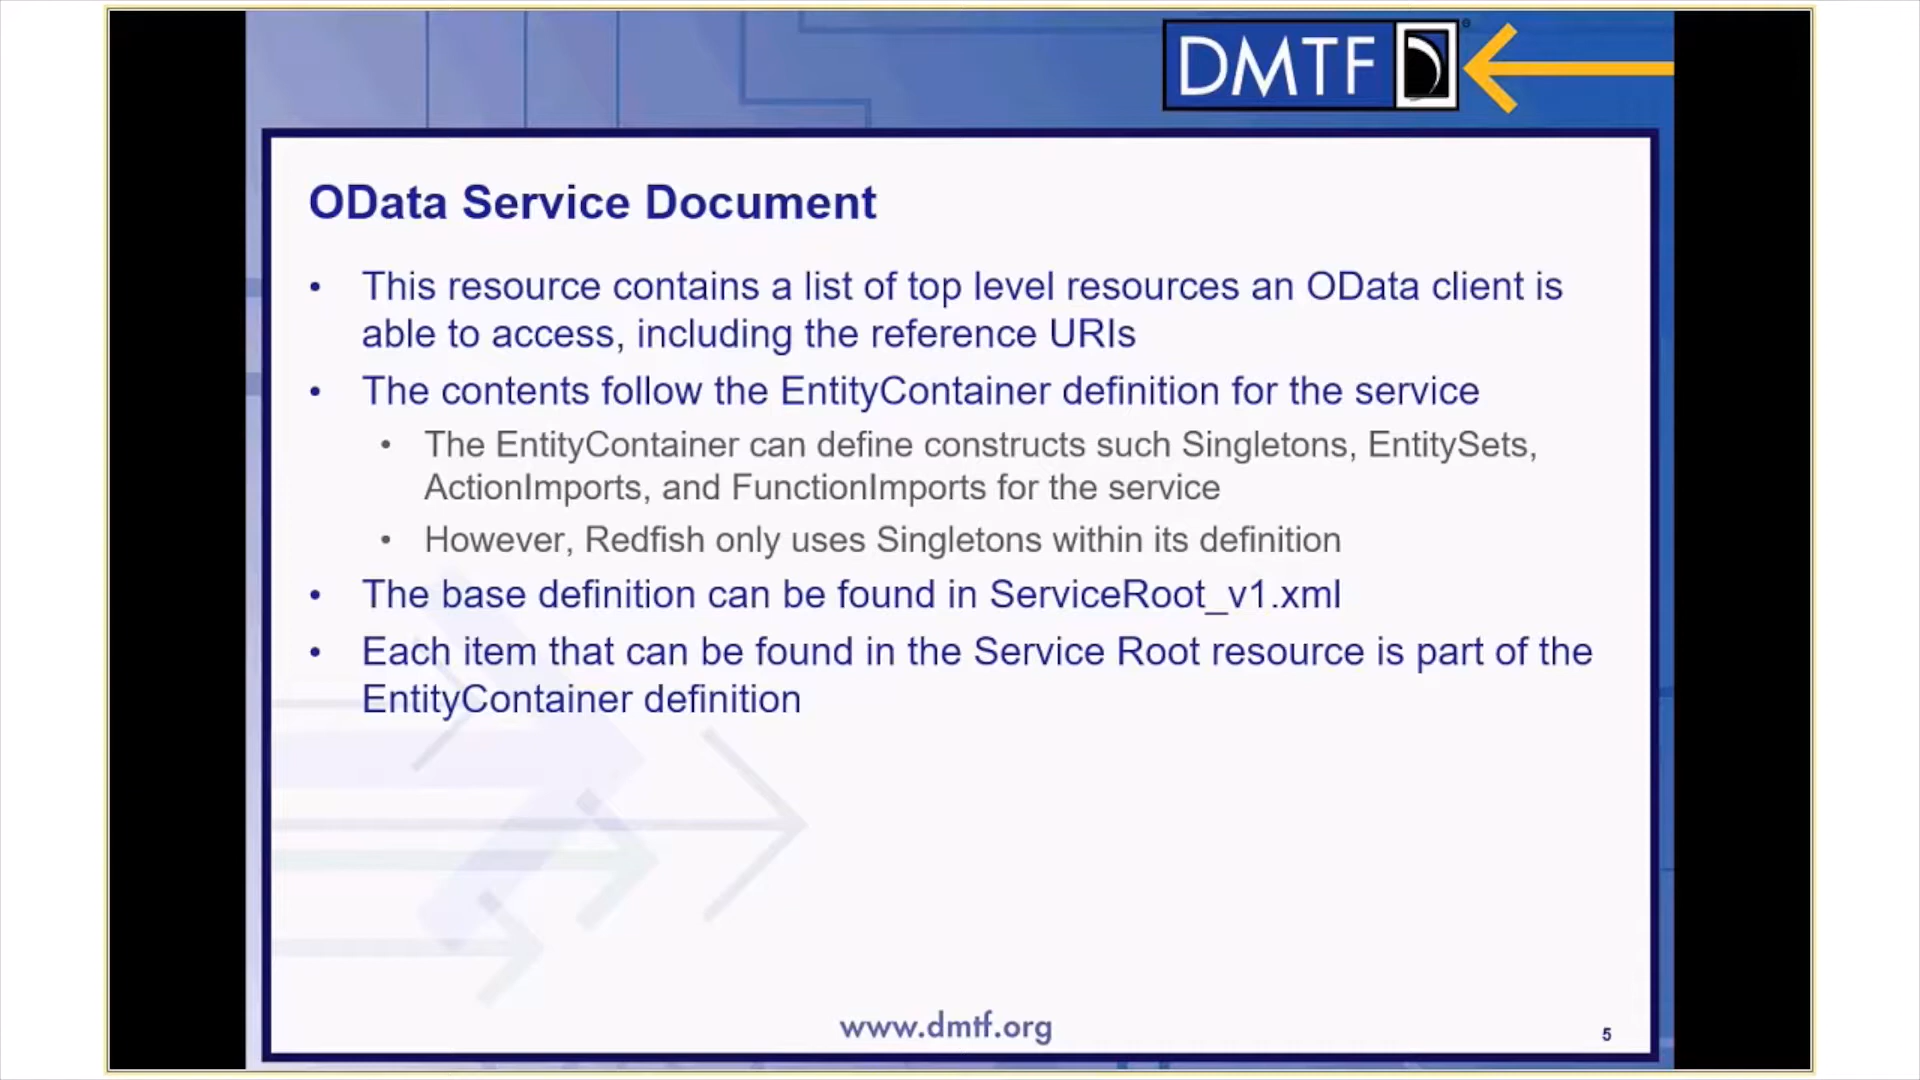 DMTF
OData Service Document
• This resource contains a list of top level resources an OData client is
able to access, including the reference URIs
• The contents follow the EntityContainer definition for the service
• The EntityContainer can define constructs such Singletons, EntitySets,
ActionImports, and FunctionImports for the service
• However, Redfish only uses Singletons within its definition
• The base definition can be found in ServiceRoot_v1.xml
• Each item that can be found in the Service Root resource is part of the
EntityContainer definition
www.dmtf.org
5